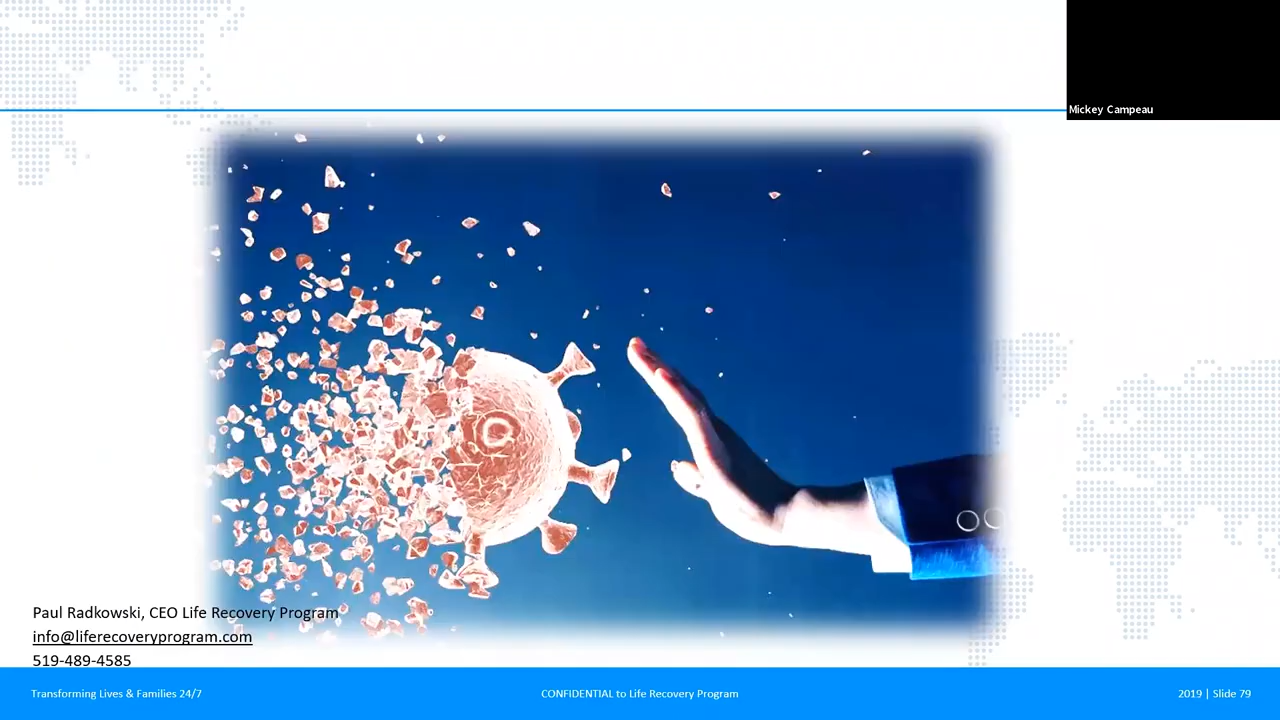 Mickey Campeau
Paul Radkowski, CEO Life Recovery Program
info@liferecoveryprogram.com
519-489-4585
Transforming Lives & Families 24/7
CONFIDENTIAL to Life Recovery Program
2019 | Slide 79